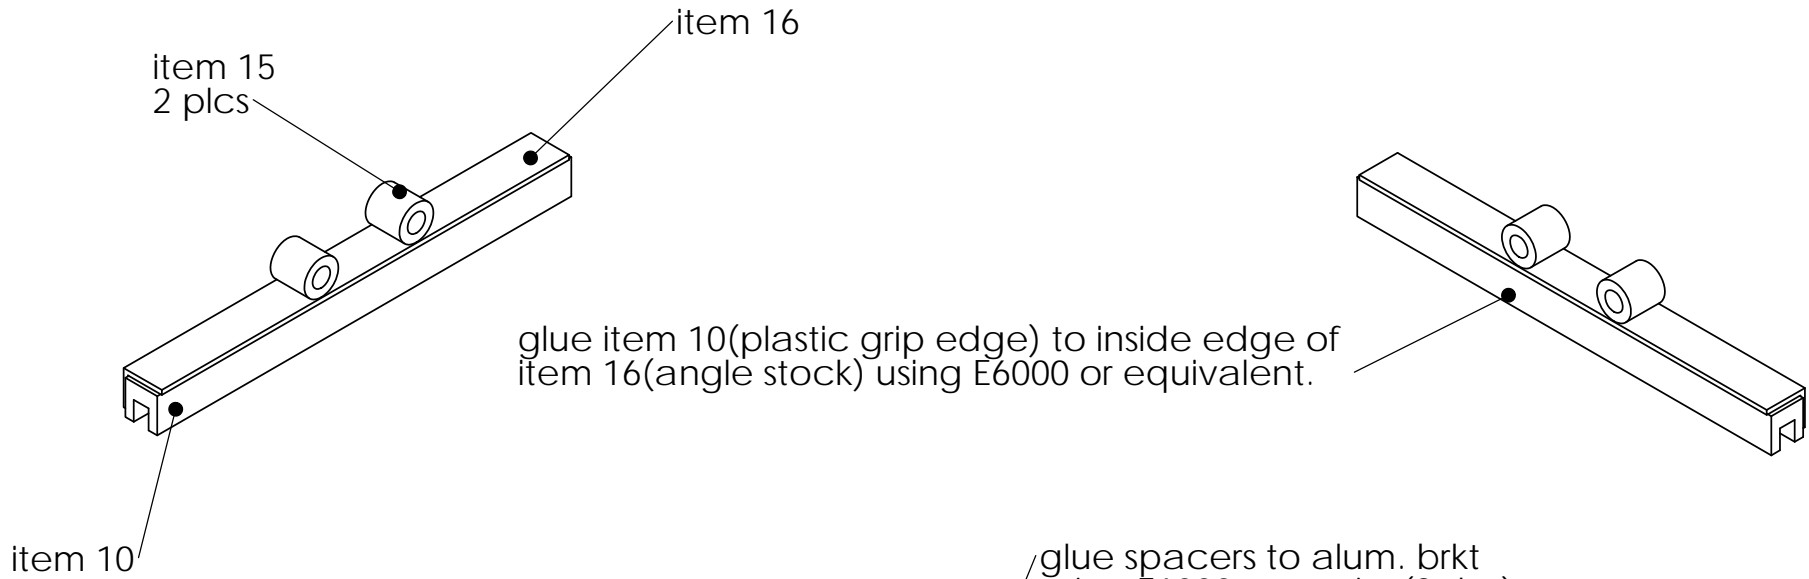 item 16
item 15
2 plcs
glue item 10(plastic grip edge) to inside edge of
item 16(angle stock) using E6000 or equivalent.
item 10
glue spacers to alum. brkt